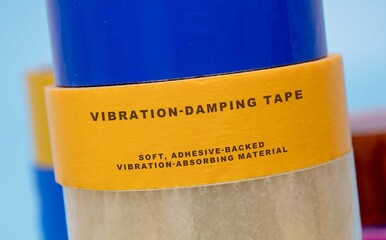 VIBRATION-DAMPING TAPE
SOFT, ADHESIVE-BACKED
VIBRATION-ABSORBING MATERIAL